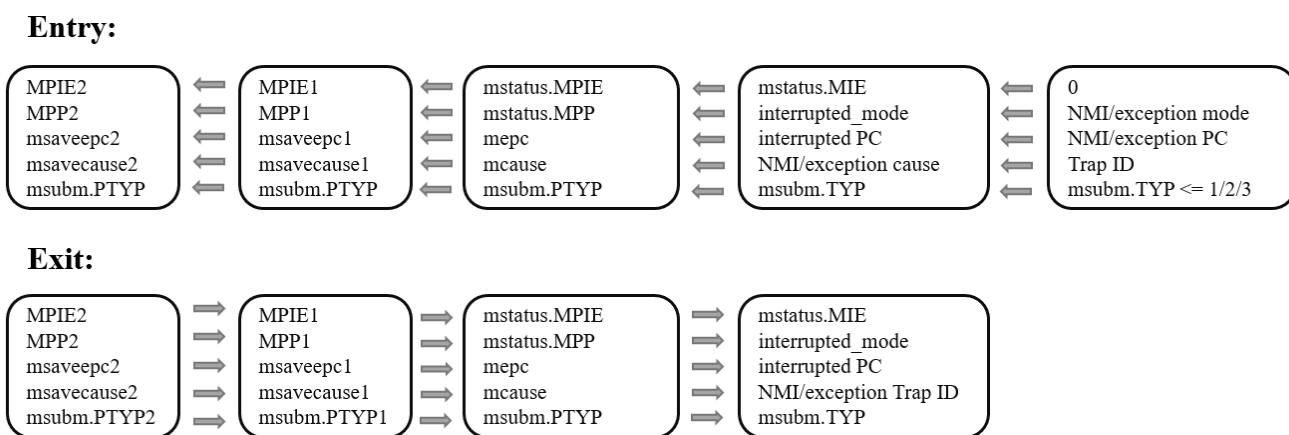 Entry:
MPIE2
MPP2
msaveepc2
msavecause2
msubm.PTYP
MPIE1
MPP1
msaveepc1
msavecause1
msubm.PTYP
mstatus.MPIE
mstatus.MPP
mepc
mcause
msubm.PTYP
mstatus.MIE
interrupted_mode
interrupted PC
NMI/exception cause
msubm.TYP
0
NMI/exception mode
NMI/exception PC
Trap ID
msubm.TYP <= 1/2/3
Exit:
MPIE2
MPP2
msaveepc2
msavecause2
msubm.PTYP2
MPIE1
MPP1
msaveepc1
msavecause1
msubm.PTYP1
mstatus.MPIE
mstatus.MPP
mepc
mcause
msubm.PTYP
mstatus.MIE
interrupted_mode
interrupted PC
NMI/exception Trap ID
msubm.TYP